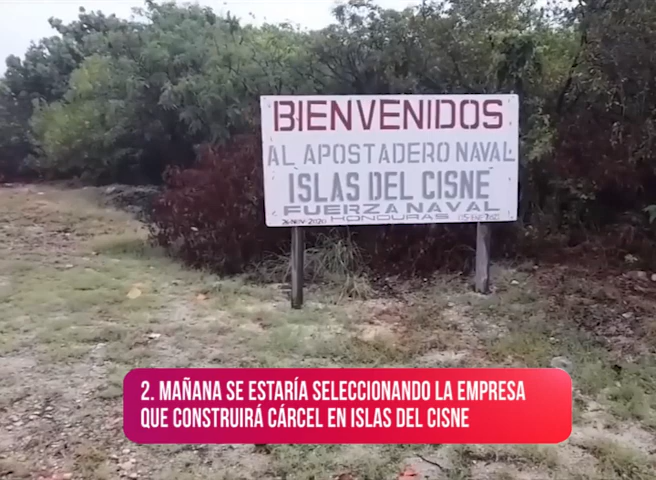 BIENVENIDOS
AL APOSTADERO NAVAL
ISLAS DEL CISNE
FUERZA NAVAL
HONDURAS
2. MAÑANA SE ESTARÍA SELECCIONANDO LA EMPRESA
QUE CONSTRUIRÁ CÁRCEL EN ISLAS DEL CISNE